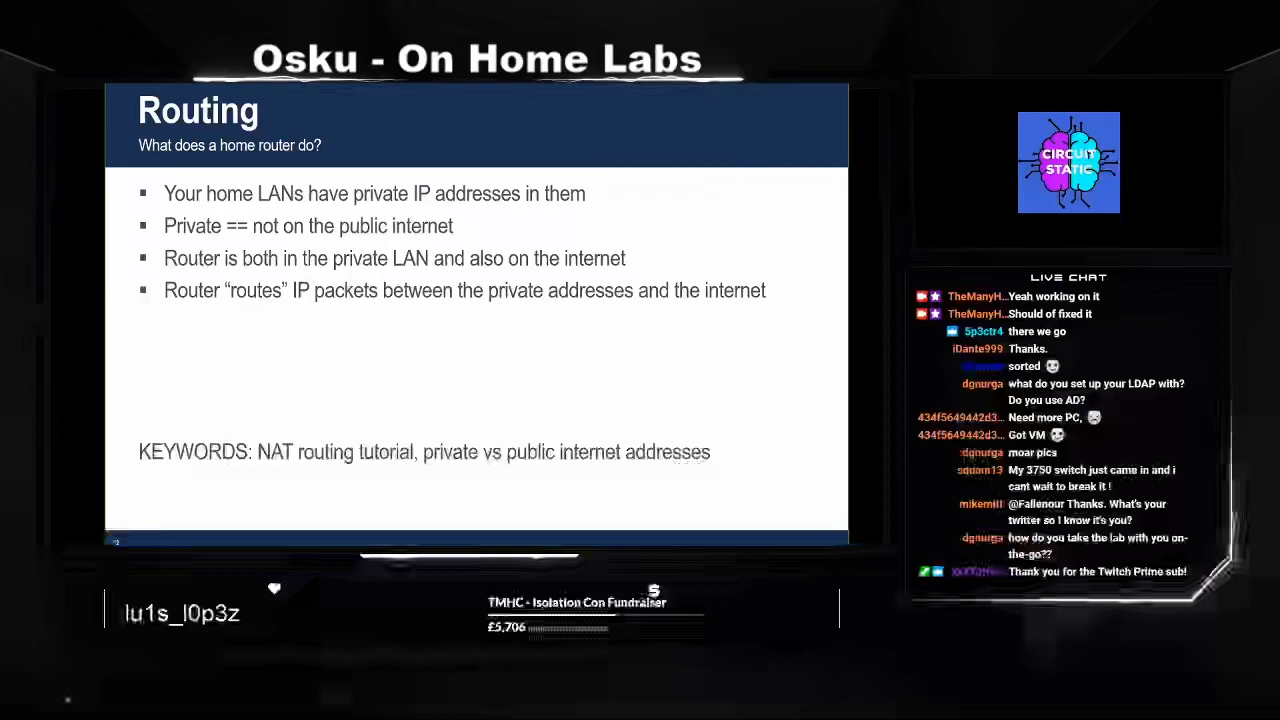 Osku - On Home Labs
Routing
What does a home router do?
▪ Your home LANs have private IP addresses in them
▪ Private == not on the public internet
▪ Router is both in the private LAN and also on the internet
▪ Router “routes” IP packets between the private addresses and the internet
KEYWORDS: NAT routing tutorial, private vs public internet addresses
CIRCUIT
STATIC
LIVE CHAT
TheManyH... Yeah working on it
TheManyH... Should of fixed it
5p3ctr4 there we go
iDante999 Thanks.
sorted
dgnurga what do you set up your LDAP with?
Do you use AD?
434f5649442d3... Need more PC,
434f5649442d3... Got VM
dgnurga moar pics
My 3750 switch just came in and i
cant wait to break it !
@Fallenour Thanks. What's your
twitter so I know it's you?
dgnurga how do you take the lab with you on-
the-go??
Thank you for the Twitch Prime sub!
lu1s_l0p3z
TMHC - Isolation Con Fundraiser
£5,706